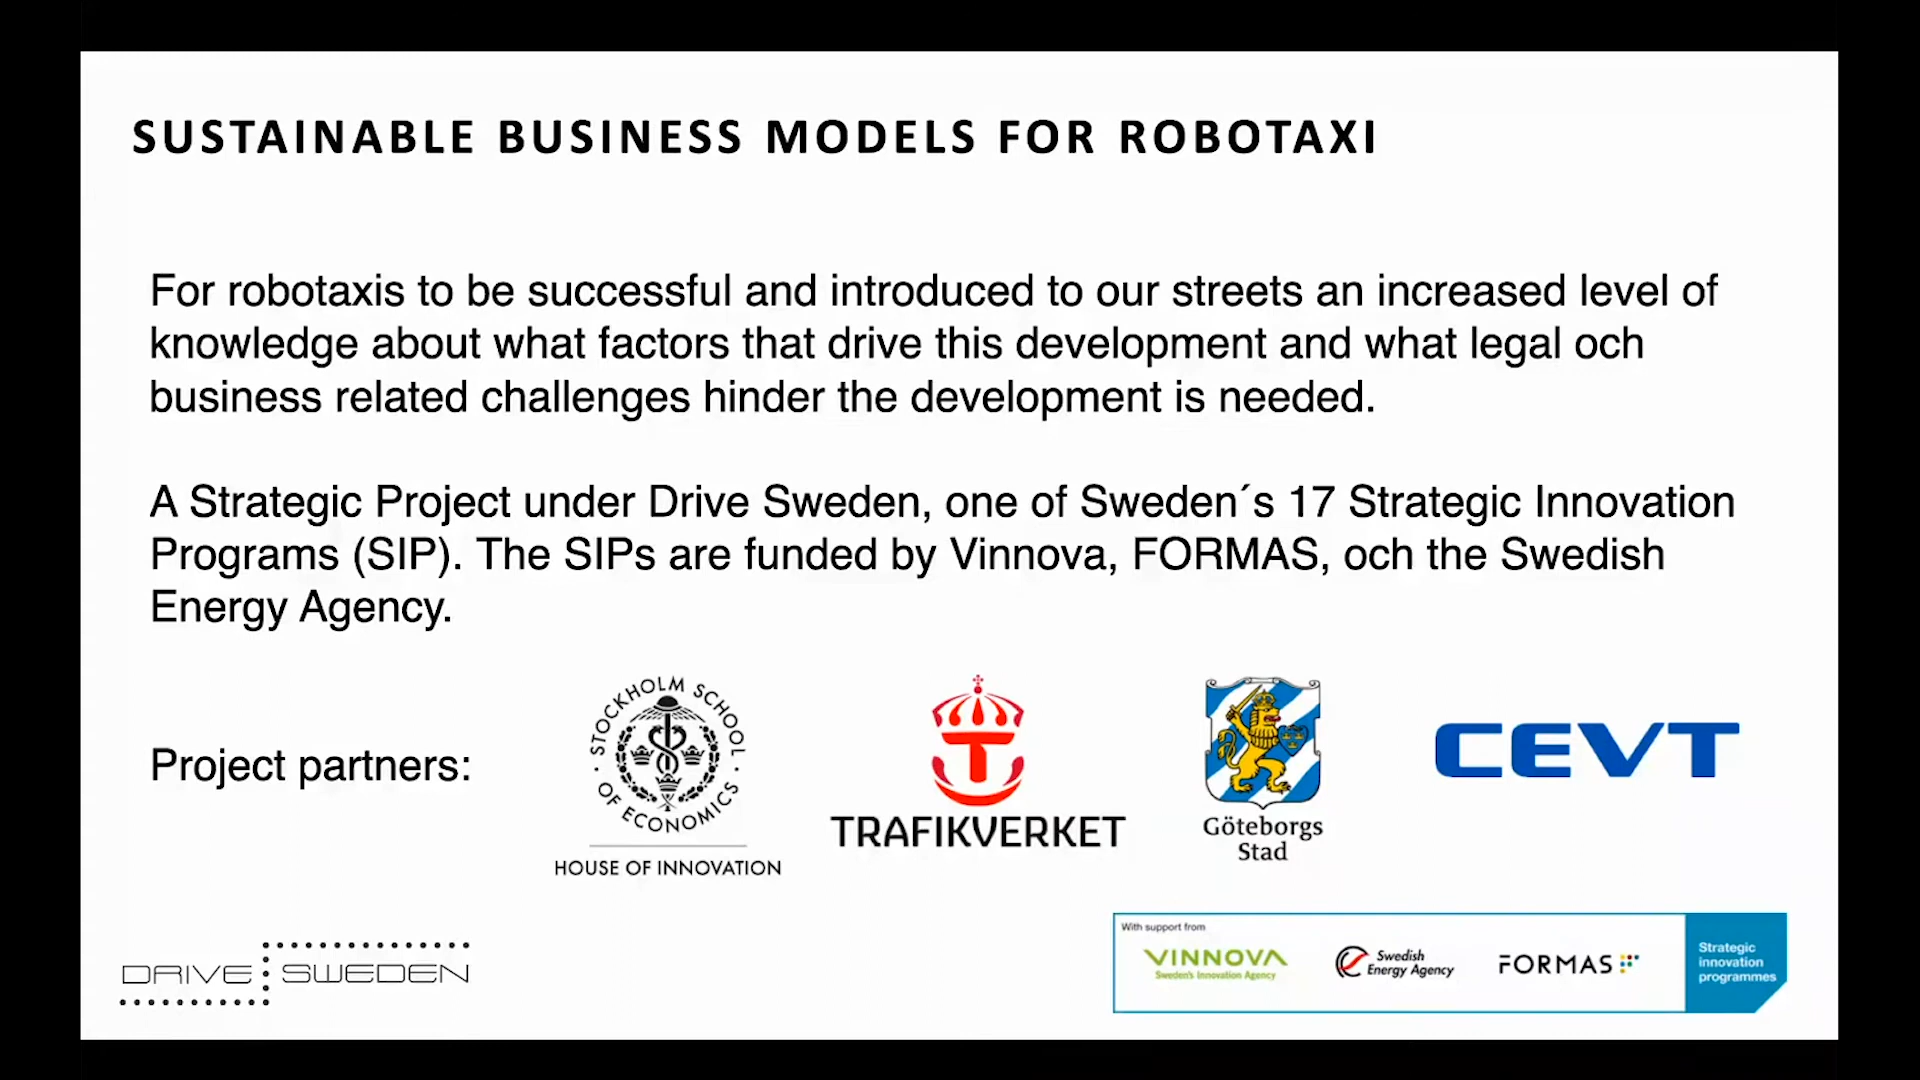 SUSTAINABLE BUSINESS MODELS FOR ROBOTAXI
For robotaxis to be successful and introduced to our streets an increased level of
knowledge about what factors that drive this development and what legal och
business related challenges hinder the development is needed.
A Strategic Project under Drive Sweden, one of Sweden´s 17 Strategic Innovation
Programs (SIP). The SIPs are funded by Vinnova, FORMAS, och the Swedish
Energy Agency.
Project partners:
STOCKHOLM SCHOOL
OF ECONOMICS
HOUSE OF INNOVATION
TRAFIKVERKET
Göteborgs
Stad
CEVT
DRIVE SWEDEN
With support from
VINNOVA
Sweden's Innovation Agency
Swedish
Energy Agency
FORMAS
Strategic
innovation
programmes